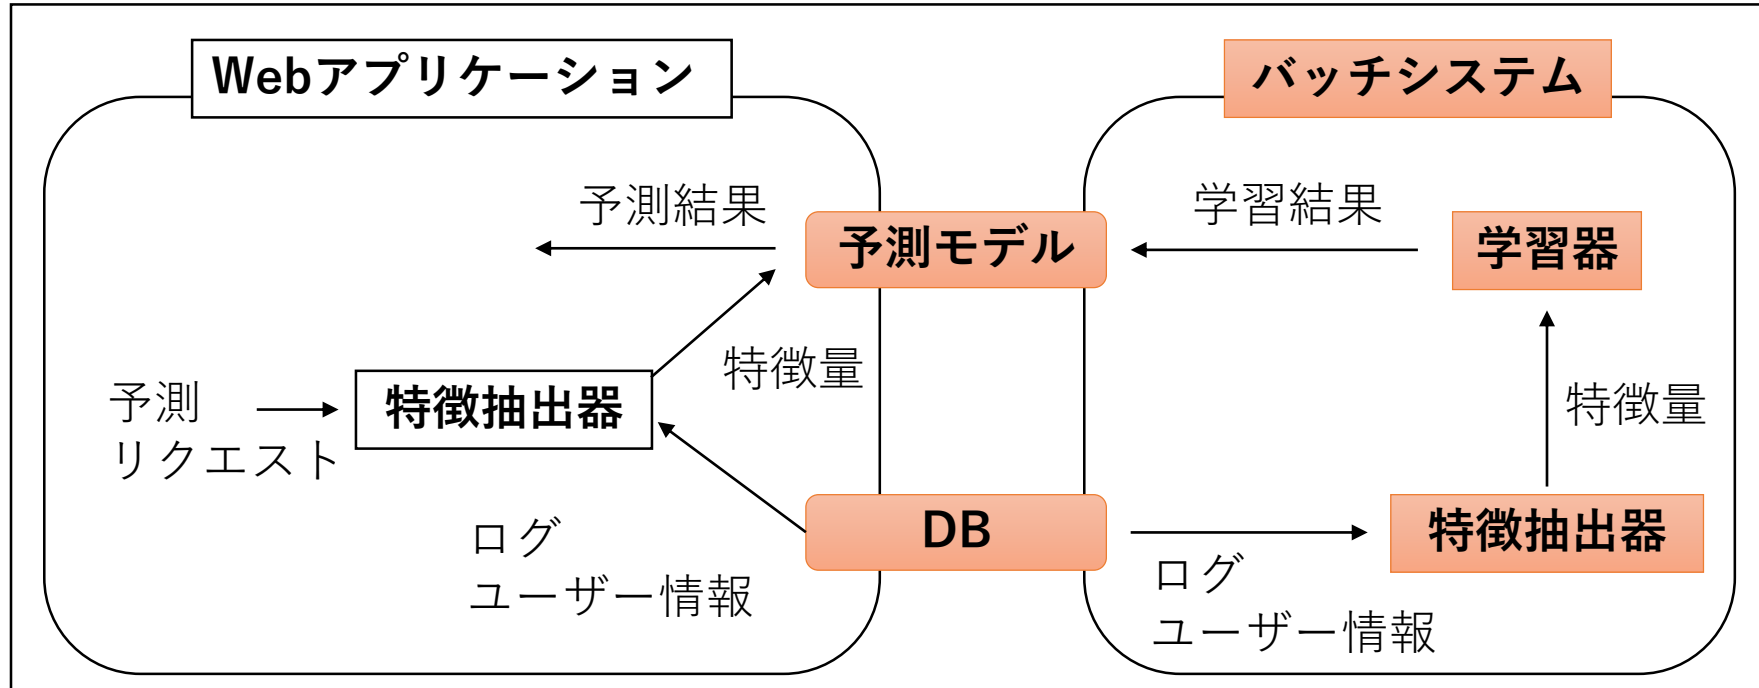 Webアプリケーション
バッチシステム
予測結果
予測モデル
学習結果
学習器
特徴量
特徴量
予測
リクエスト
特徴抽出器
ログ
ユーザー情報
DB
ログ
ユーザー情報
特徴抽出器